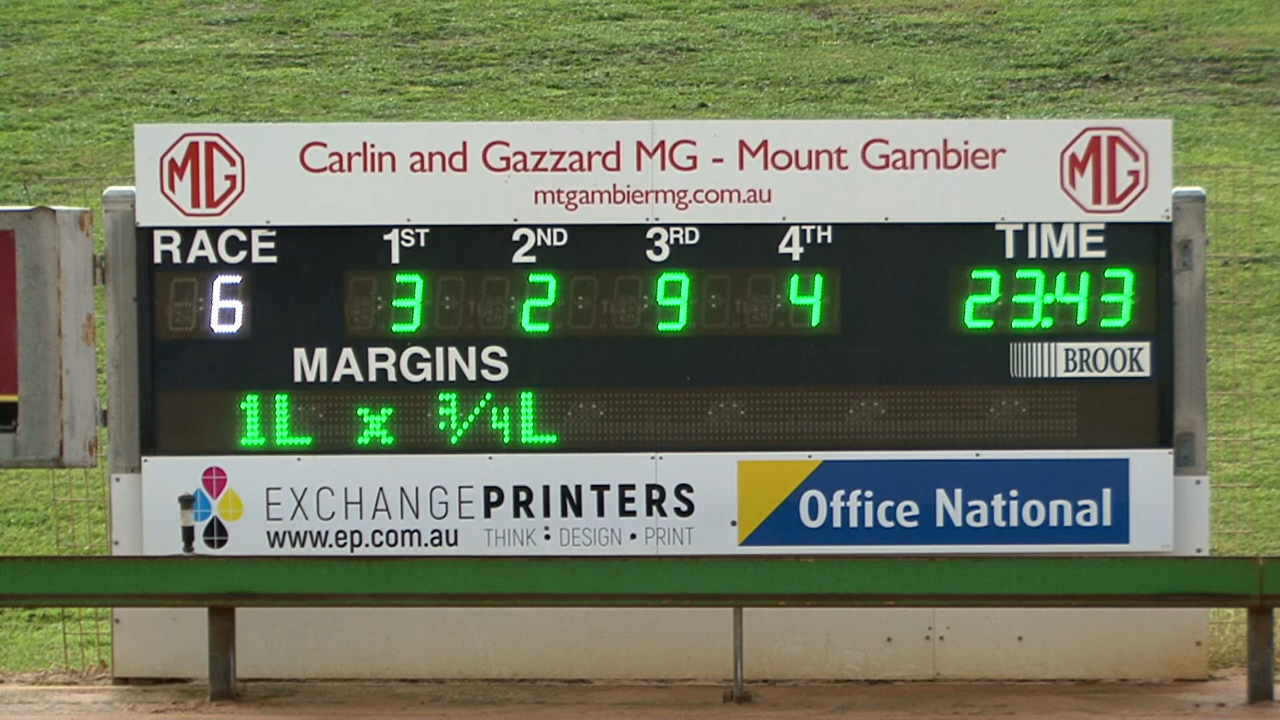 MG Carlin and Gazzard MG - Mount Gambier MG
mtgambiermg.com.au
RACE 1ST 2ND 3RD 4TH TIME
6 3 2 9 4 23:43
MARGINS BROOK
1L x 3/4L
EXCHANGEPRINTERS Office National
www.ep.com.au THINK : DESIGN • PRINT